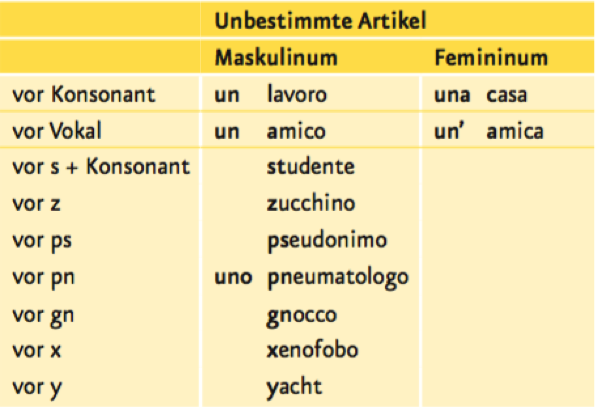 Unbestimmte Artikel
Maskulinum Femininum
vor Konsonant un lavoro una casa
vor Vokal un amico un’ amica
vor s + Konsonant studente
vor z zucchino
vor ps pseudonimo
vor pn uno pneumatologo
vor gn gnocco
vor x xenofobo
vor y yacht